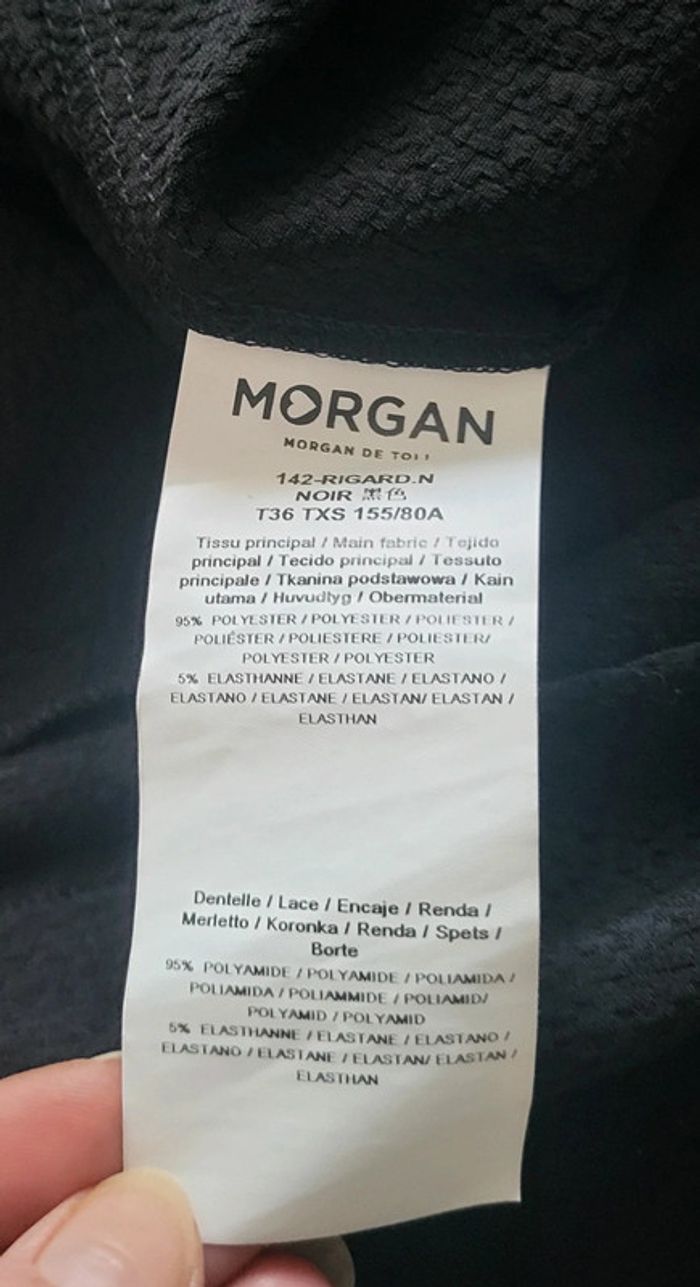 MORGAN
MORGAN DE TOI !
142-RIGARD.N
NOIR 黑色
T36 TXS 155/80A
Tissu principal / Main fabric / Tejido
principal / Tecido principal / Tessuto
principale / Tkanina podstawowa / Kain
utama / Huvudtyg / Obermaterial
95% POLYESTER / POLYESTER / POLIESTER /
POLIÉSTER / POLIESTERE / POLIESTER/
POLYESTER / POLYESTER
5% ELASTHANNE / ELASTANE / ELASTANO /
ELASTANO / ELASTANE / ELASTAN/ ELASTAN /
ELASTHAN
Dentelle / Lace / Encaje / Renda /
Merletto / Koronka / Renda / Spets /
Borte
95% POLYAMIDE / POLYAMIDE / POLIAMIDA /
POLIAMIDA / POLIAMMIDE / POLIAMID/
POLYAMID / POLYAMID
5% ELASTHANNE / ELASTANE / ELASTANO /
ELASTANO / ELASTANE / ELASTAN/ ELASTAN /
ELASTHAN